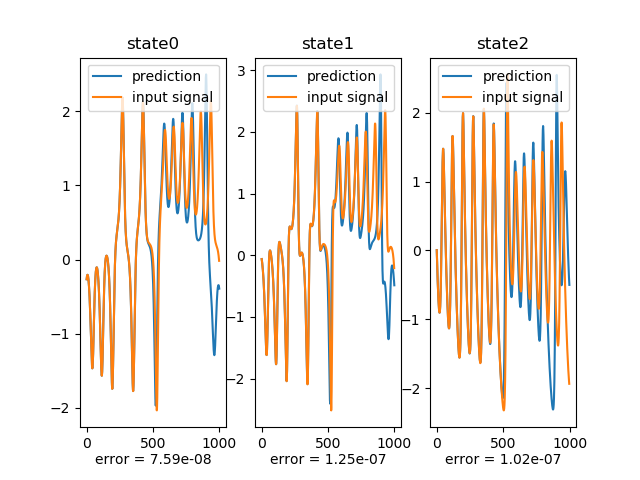 state0
state1
state2
prediction
input signal
prediction
input signal
prediction
input signal
2
1
0
−1
−2
3
2
1
0
−1
−2
2
1
0
−1
−2
0
500
1000
0
500
1000
0
500
1000
error = 7.59e-08
error = 1.25e-07
error = 1.02e-07